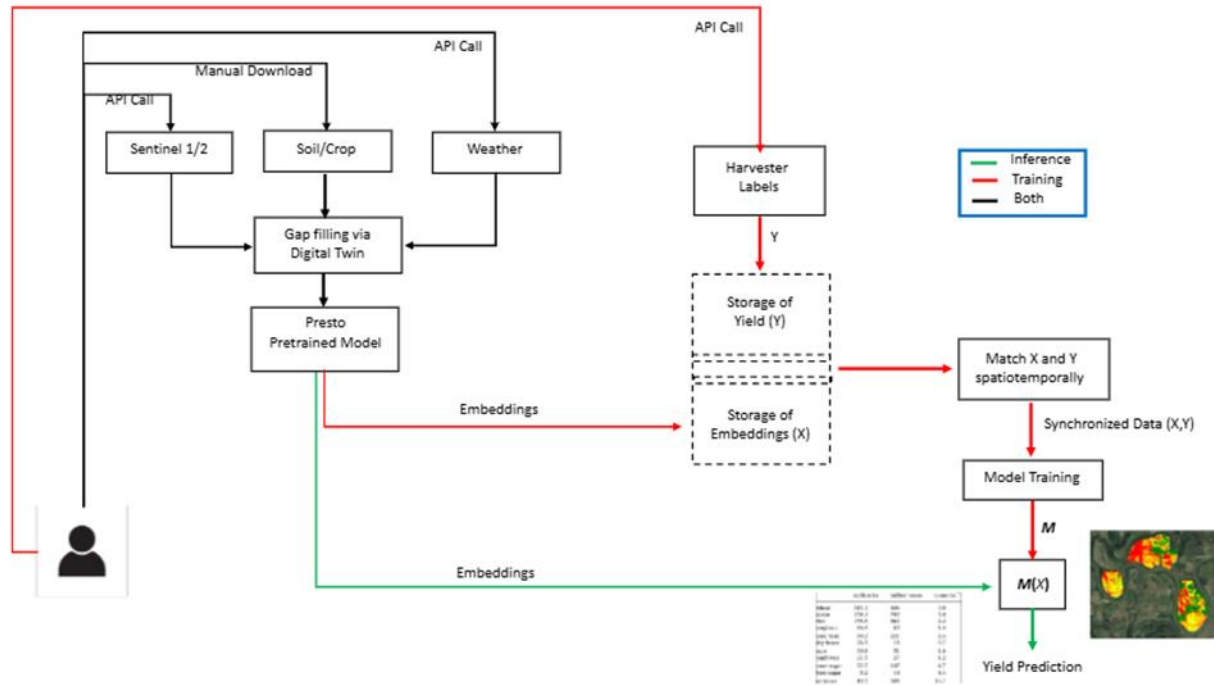 API Call
API Call
Manual Download
API Call
Sentinel 1/2
Soil/Crop
Weather
Harvester
Labels
Inference
Training
Both
Gap filling via
Digital Twin
Y
Presto
Pretrained Model
Storage of
Yield (Y)
Match X and Y
spatiotemporally
Embeddings
Storage of
Embeddings (X)
Synchronized Data (X,Y)
Model Training
M
Embeddings
M(X)
Yield Prediction